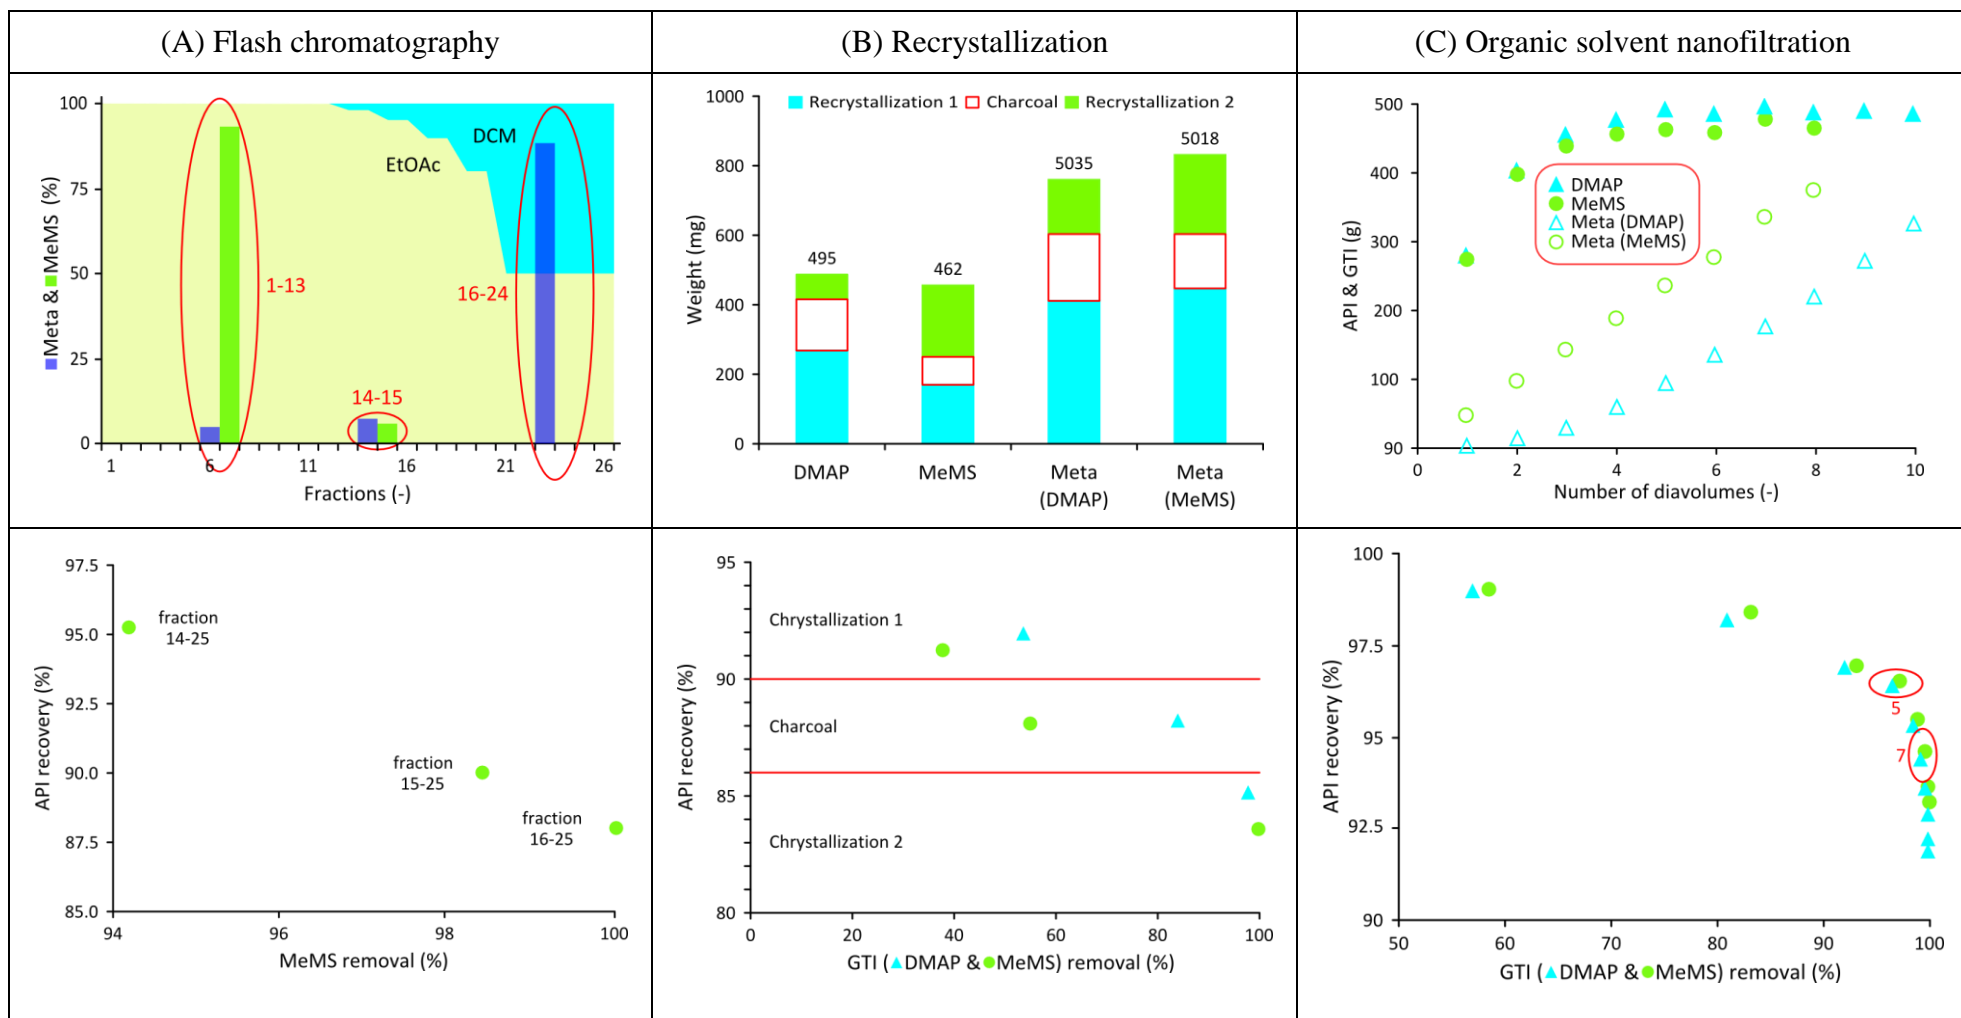 (A) Flash chromatography
(B) Recrystallization
(C) Organic solvent nanofiltration
100
75
50
25
0
Meta & MeMS (%)
DCM
EtOAc
1-13
16-24
14-15
1 6 11 16 21 26
Fractions (-)
1000
800
600
400
200
0
Weight (mg)
Recrystallization 1 Charcoal Recrystallization 2
495
462
5035
5018
DMAP MeMS Meta Meta
(DMAP) (MeMS)
500
400
300
200
100
90
API & GTI (g)
DMAP
MeMS
Meta (DMAP)
Meta (MeMS)
0 2 4 6 8 10
Number of diavolumes (-)
97.5
95.0
92.5
90.0
87.5
85.0
API recovery (%)
fraction
14-25
fraction
15-25
fraction
16-25
94 96 98 100
MeMS removal (%)
95
90
85
80
API recovery (%)
Chrystallization 1
Charcoal
Chrystallization 2
0 20 40 60 80 100
GTI (DMAP & MeMS) removal (%)
100
97.5
95
92.5
90
API recovery (%)
5
7
50 60 70 80 90 100
GTI (DMAP & MeMS) removal (%)